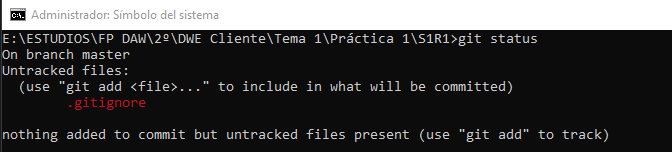 Administrador: Símbolo del sistema
E:\ESTUDIOS\FP DAW\2º\DWE Cliente\Tema 1\Práctica 1\S1R1>git status
On branch master
Untracked files:
  (use "git add <file>..." to include in what will be committed)
        .gitignore
nothing added to commit but untracked files present (use "git add" to track)